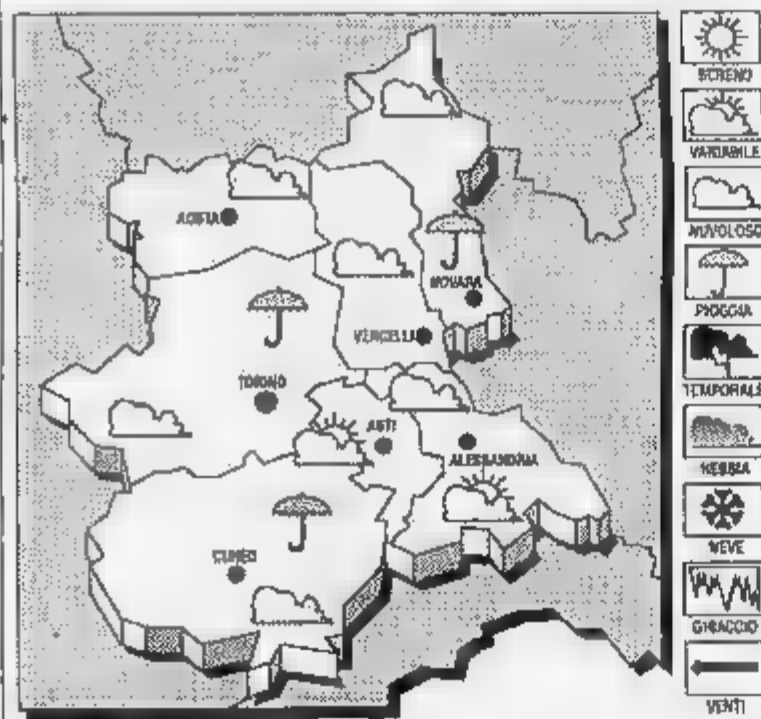 AOSTA
NOVARA
VERCELLI
TORINO
ASTI
ALESSANDRIA
CUNEO
SERENO
VARIABILE
NUVOLOSO
PIOGGIA
TEMPORALE
NEBBIA
NEVE
GHIACCIO
VENTI